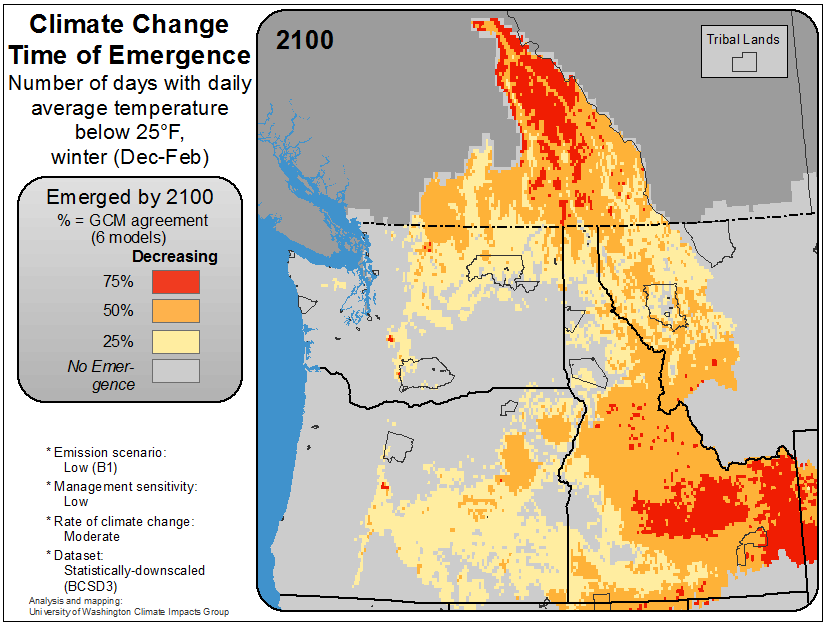 Climate Change
Time of Emergence
Number of days with daily
average temperature
below 25°F,
winter (Dec-Feb)
Emerged by 2100
% = GCM agreement
(6 models)
Decreasing
75%
50%
25%
No Emer-
gence
* Emission scenario:
Low (B1)
* Management sensitivity:
Low
* Rate of climate change:
Moderate
* Dataset:
Statistically-downscaled
(BCSD3)
Analysis and mapping:
University of Washington Climate Impacts Group
2100
Tribal Lands